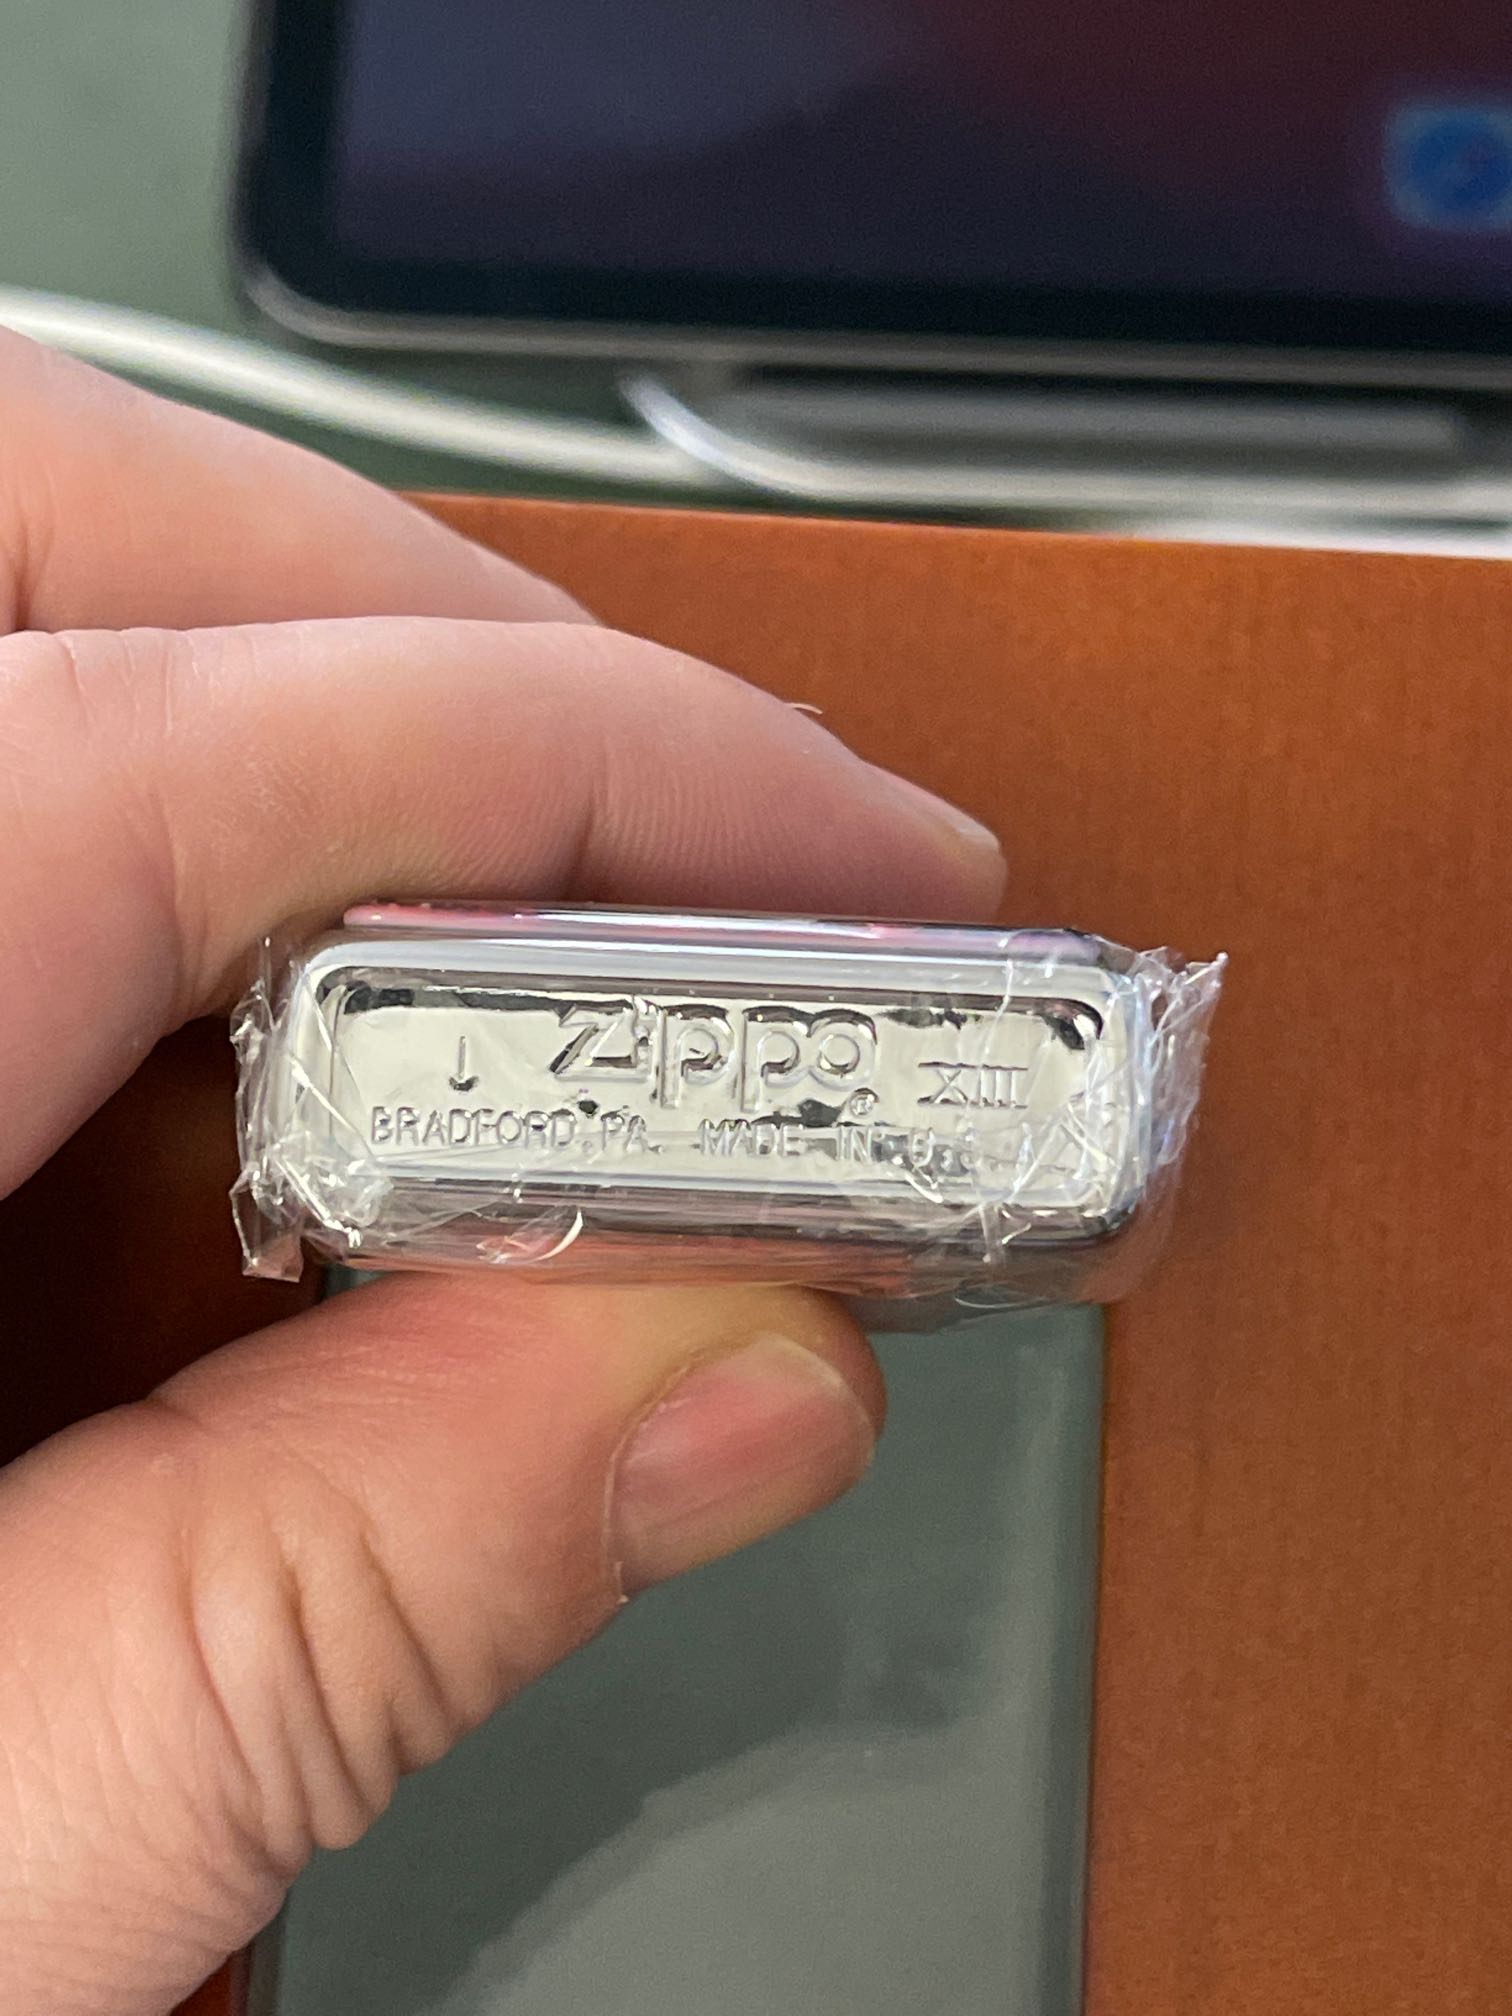 J zippo XIII
®
BRADFORD, PA. MADE IN U.S.A.